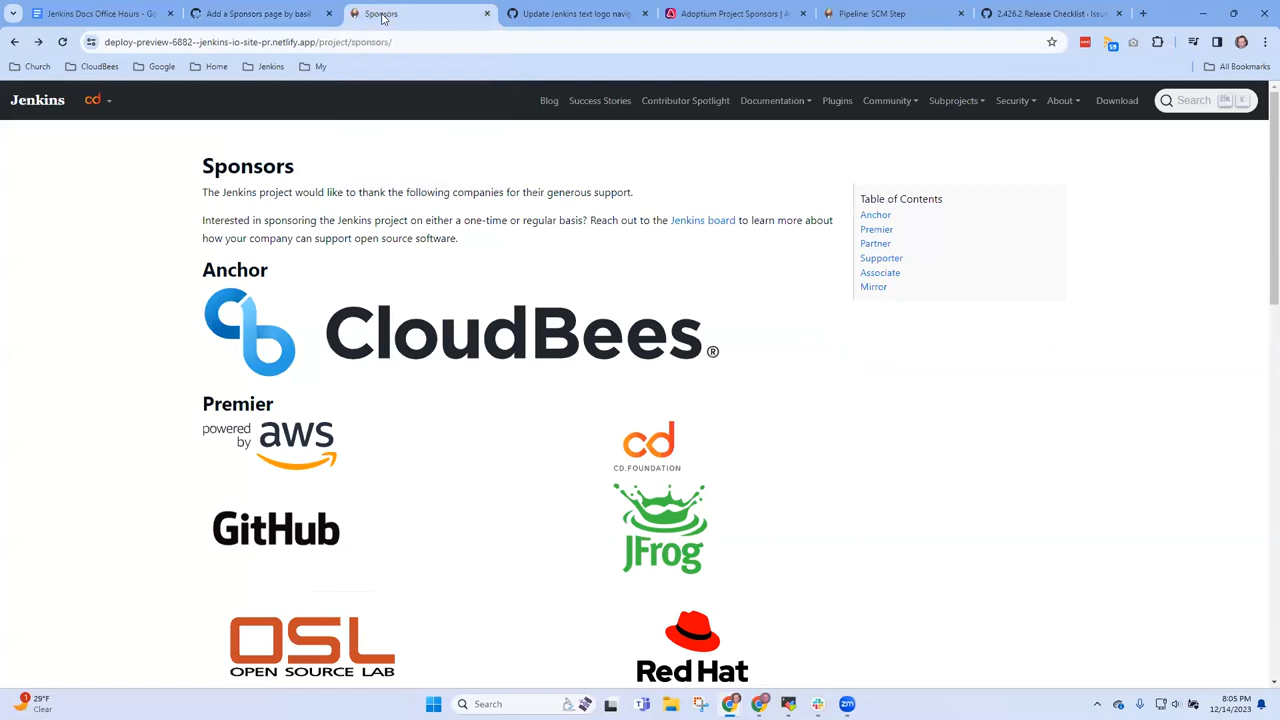 Jenkins Docs Office Hours - Go
Add a sponsors page by basil
Sponsors
Update Jenkins text logo navig
Adoptium Project Sponsors | A
Pipeline: SCM Step
2.426.2 Release Checklist · Issue
deploy-preview-6882--jenkins-io-site-pr.netlify.app/project/sponsors/
59
Church CloudBees Google Home Jenkins My All Bookmarks
Jenkins cd Blog Success Stories Contributor Spotlight Documentation Plugins Community Subprojects Security About Download Search K
Sponsors
The Jenkins project would like to thank the following companies for their generous support.
Interested in sponsoring the Jenkins project on either a one-time or regular basis? Reach out to the Jenkins board to learn more about
how your company can support open source software.
Table of Contents
Anchor
Premier
Partner
Supporter
Associate
Mirror
Anchor
CloudBees®
Premier
powered
by aws
cd
CD.FOUNDATION
GitHub
JFrog
OSL
OPEN SOURCE LAB
Red Hat
1
29°F
Clear
Search
zm
8:05 PM
12/14/2023